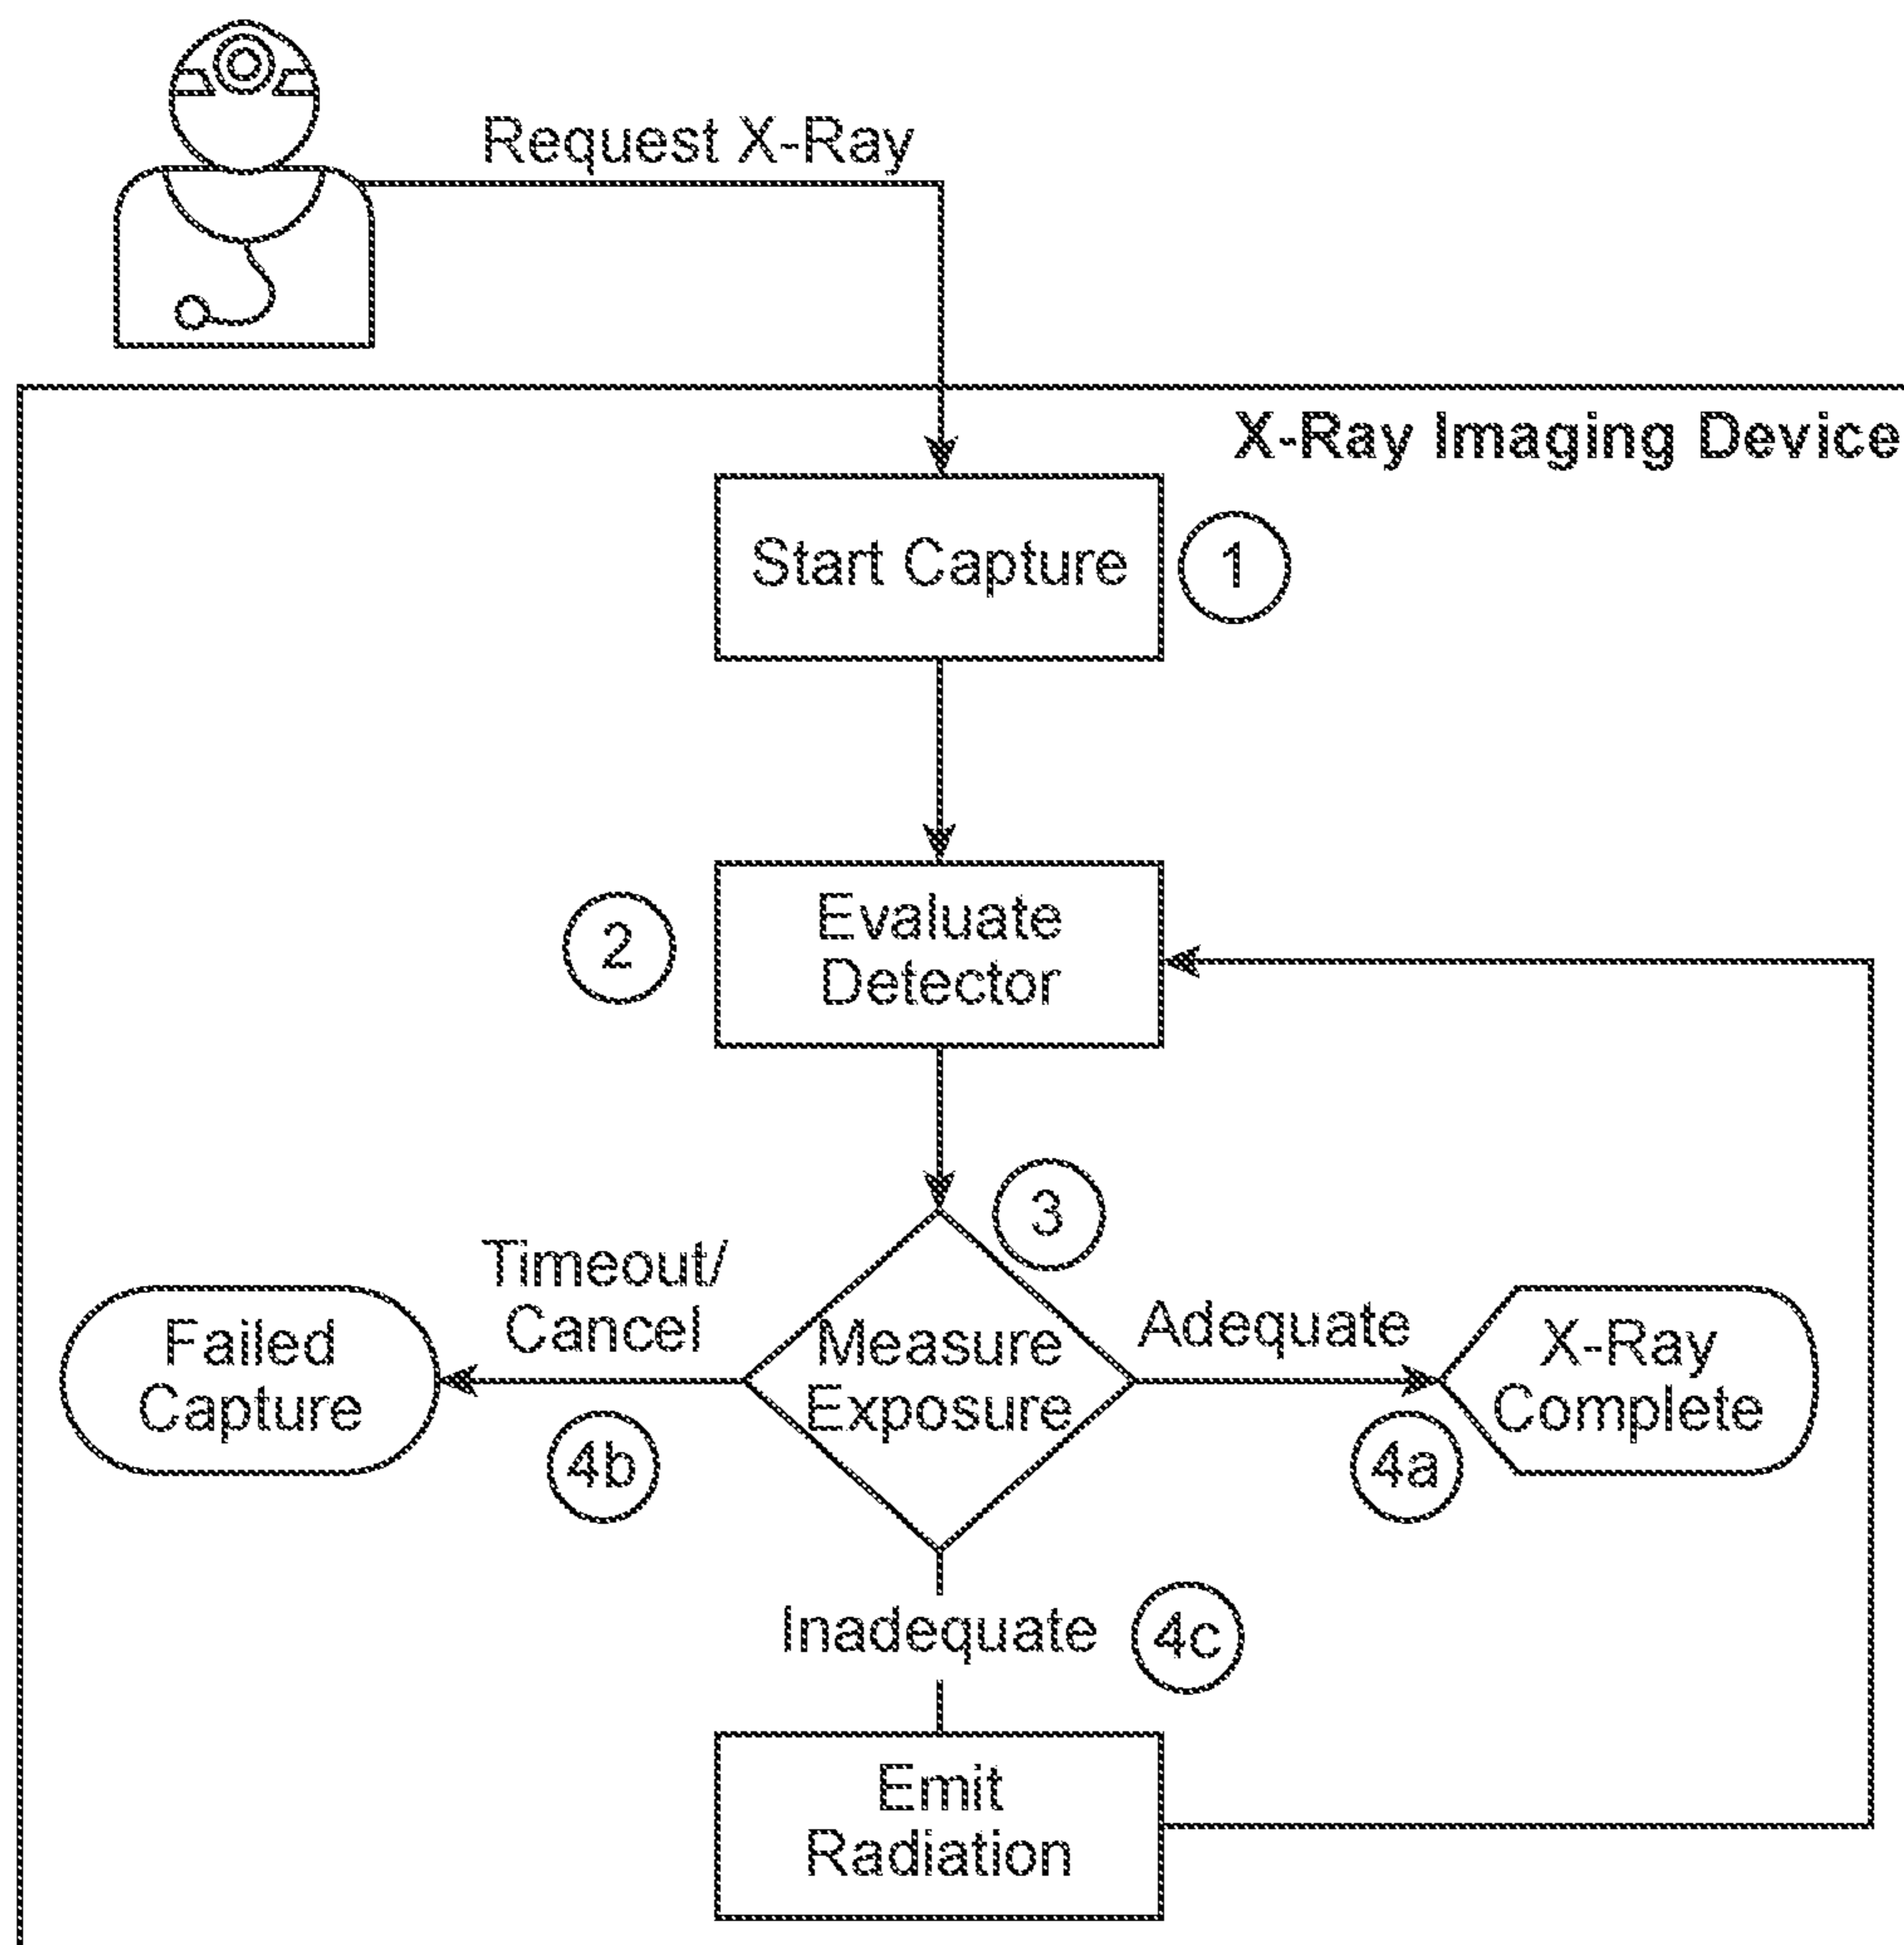 Request X-Ray
X-Ray Imaging Device
Start Capture
1
Evaluate
Detector
2
3
Timeout/
Cancel
Measure
Exposure
Adequate
Failed
Capture
X-Ray
Complete
4b
4a
Inadequate
4c
Emit
Radiation